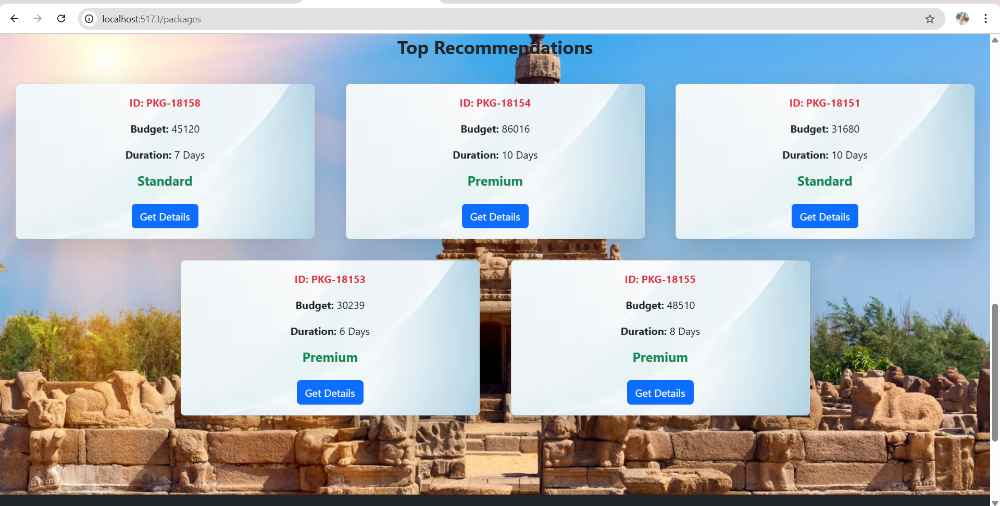 localhost:5173/packages
Top Recommendations
ID: PKG-18158
Budget: 45120
Duration: 7 Days
Standard
Get Details
ID: PKG-18154
Budget: 86016
Duration: 10 Days
Premium
Get Details
ID: PKG-18151
Budget: 31680
Duration: 10 Days
Standard
Get Details
ID: PKG-18153
Budget: 30239
Duration: 6 Days
Premium
Get Details
ID: PKG-18155
Budget: 48510
Duration: 8 Days
Premium
Get Details